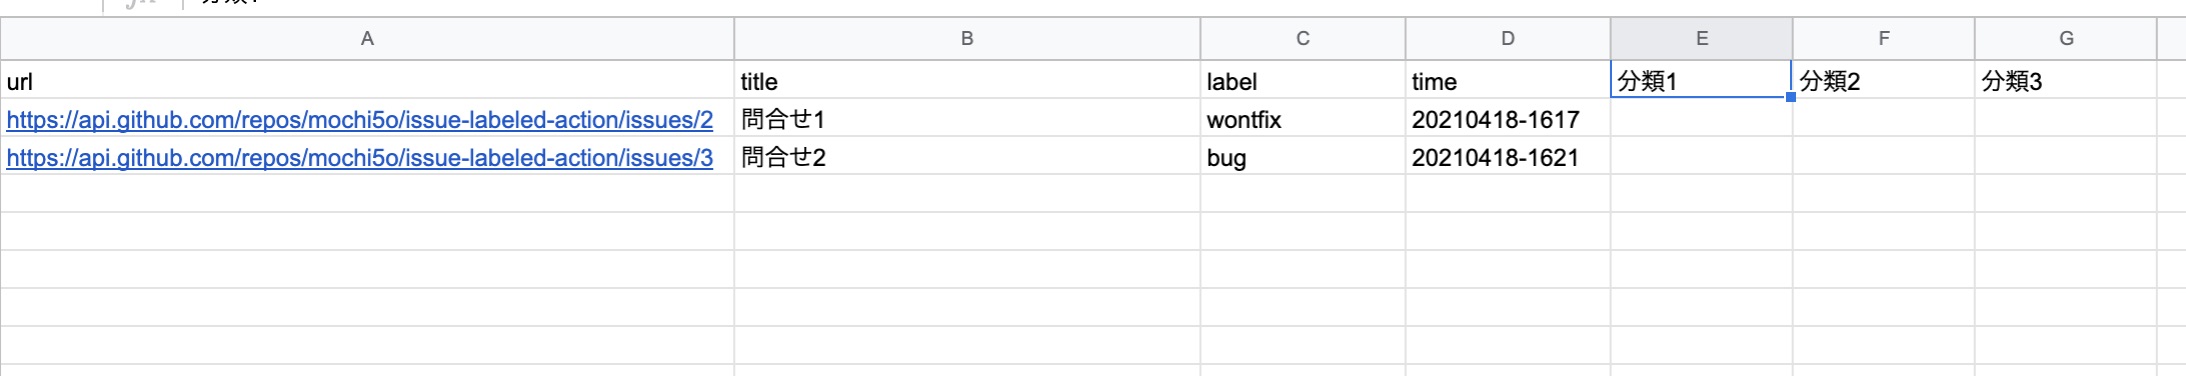 A B C D E F G
url title label time 分類1 分類2 分類3
https://api.github.com/repos/mochi5o/issue-labeled-action/issues/2 問合せ1 wontfix 20210418-1617
https://api.github.com/repos/mochi5o/issue-labeled-action/issues/3 問合せ2 bug 20210418-1621